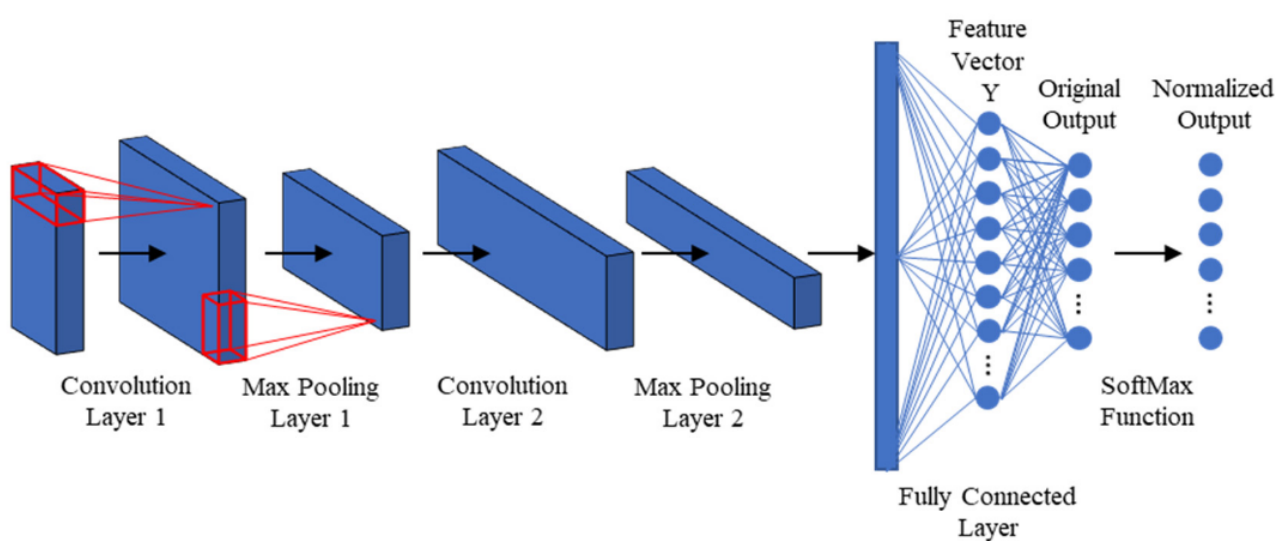 Feature
Vector
Y
Original
Output
Normalized
Output
Convolution
Layer 1
Max Pooling
Layer 1
Convolution
Layer 2
Max Pooling
Layer 2
SoftMax
Function
Fully Connected
Layer